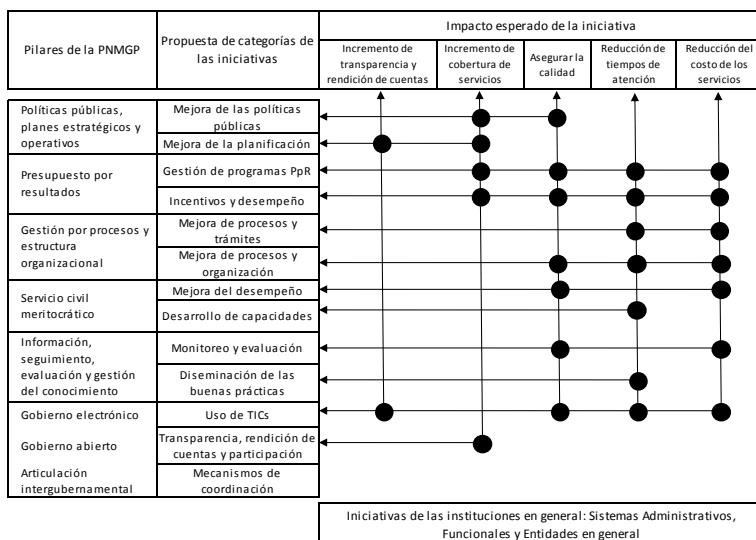 Pilares de la PNMGP
Propuesta de categorías de
las iniciativas
Impacto esperado de la iniciativa
Incremento de
transparencia y
rendición de cuentas
Incremento de
cobertura de
servicios
Asegurar la
calidad
Reducción de
tiempos de
atención
Reducción del
costo de los
servicios
Políticas públicas,
planes estratégicos y
operativos
Mejora de las políticas
públicas
Mejora de la planificación
Presupuesto por
resultados
Gestión de programas PpR
Incentivos y desempeño
Gestión por procesos y
estructura
organizacional
Mejora de procesos y
trámites
Mejora de procesos y
organización
Servicio civil
meritocrático
Mejora del desempeño
Desarrollo de capacidades
Información,
seguimiento,
evaluación y gestión
del conocimiento
Monitoreo y evaluación
Diseminación de las
buenas prácticas
Gobierno electrónico
Uso de TICs
Gobierno abierto
Transparencia, rendición de
cuentas y participación
Articulación
intergubernamental
Mecanismos de
coordinación
Iniciativas de las instituciones en general: Sistemas Administrativos,
Funcionales y Entidades en general